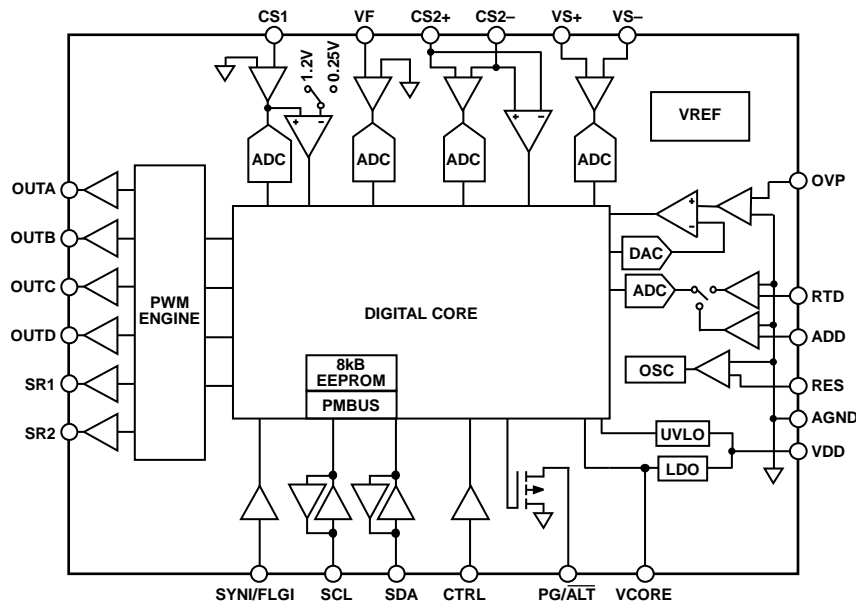 CS1
VF
CS2+
CS2–
VS+
VS–
1.2V
0.25V
+
–
+
–
VREF
ADC
ADC
ADC
ADC
OUTA
OUTB
OUTC
OUTD
SR1
SR2
PWM
ENGINE
DIGITAL CORE
8kB
EEPROM
PMBUS
+
–
DAC
ADC
OSC
UVLO
LDO
OVP
RTD
ADD
RES
AGND
VDD
SYNI/FLGI
SCL
SDA
CTRL
PG/ALT
VCORE